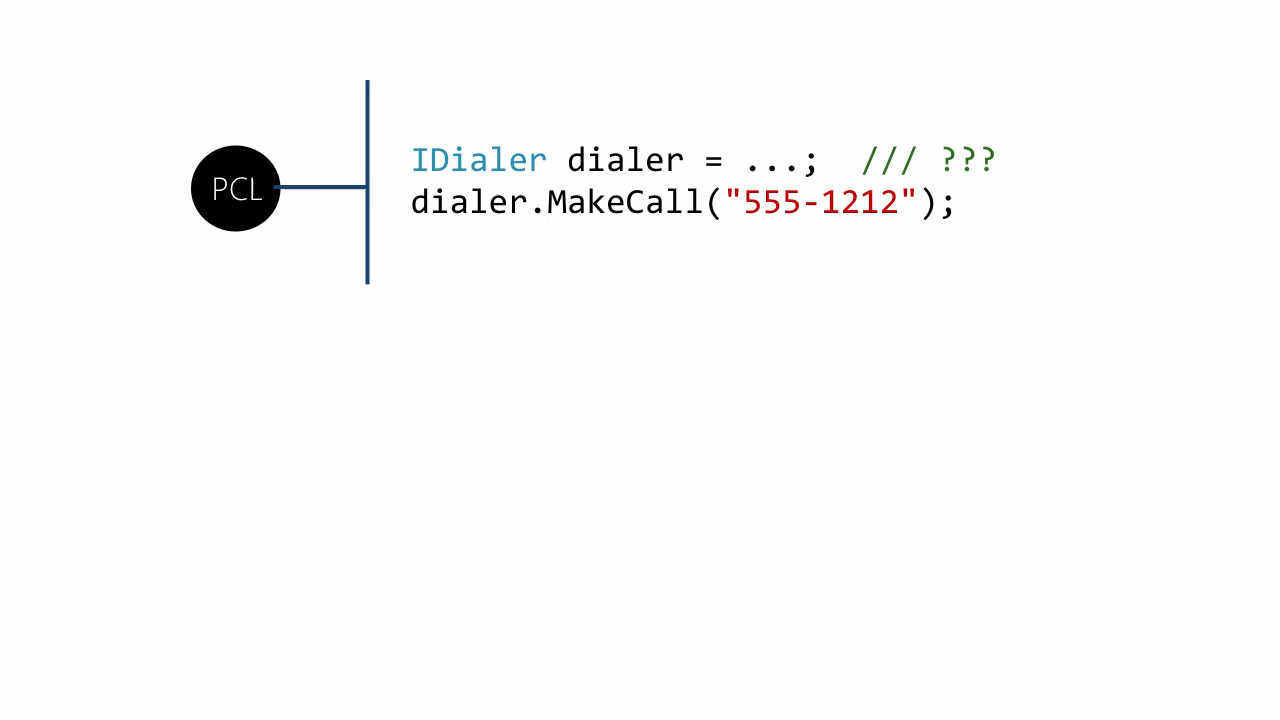 PCL
IDialer dialer = ...;  /// ???
dialer.MakeCall("555-1212");